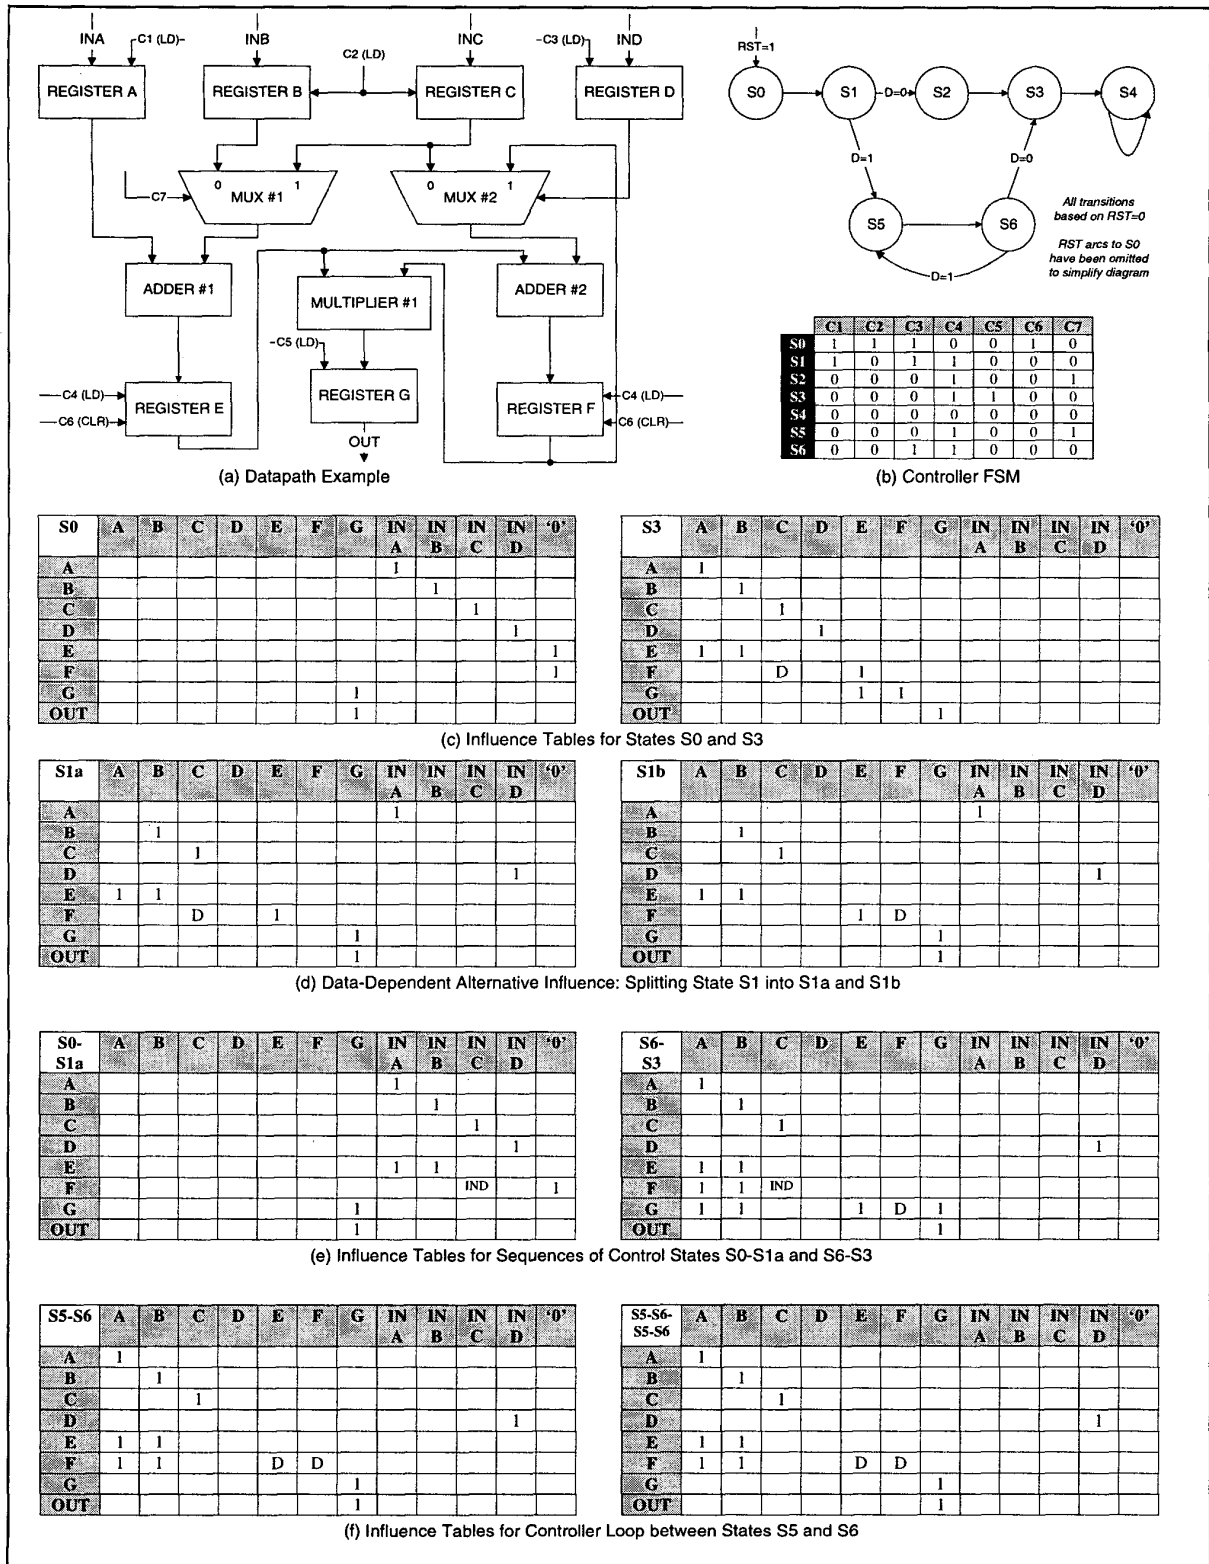 INA
C1 (LD)
INB
C2 (LD)
INC
-C3 (LD)
IND
REGISTER A
REGISTER B
REGISTER C
REGISTER D
0 1
MUX #1
C7
0 1
MUX #2
ADDER #1
MULTIPLIER #1
ADDER #2
-C5 (LD)
C4 (LD)
C6 (CLR)
REGISTER E
REGISTER G
REGISTER F
C4 (LD)
C6 (CLR)
OUT
(a) Datapath Example
RST=1
S0
S1
D=0
S2
S3
S4
D=1
D=0
S5
S6
D=1
All transitions
based on RST=0
RST arcs to S0
have been omitted
to simplify diagram
C1 C2 C3 C4 C5 C6 C7
S0 1 1 1 0 0 1 0
S1 1 0 1 1 0 0 0
S2 0 0 0 1 0 0 1
S3 0 0 0 1 1 0 0
S4 0 0 0 0 0 0 0
S5 0 0 0 1 0 0 1
S6 0 0 1 1 0 0 0
(b) Controller FSM
S0 A B C D E F G IN A IN B IN C IN D '0'
A 1
B 1
C 1
D 1
E 1
F 1
G 1
OUT 1
S3 A B C D E F G IN A IN B IN C IN D '0'
A 1
B 1
C 1
D 1
E 1 1
F D 1
G 1 1
OUT 1
(c) Influence Tables for States S0 and S3
S1a A B C D E F G IN A IN B IN C IN D '0'
A 1
B 1
C 1
D 1
E 1 1
F D 1
G 1
OUT 1
S1b A B C D E F G IN A IN B IN C IN D '0'
A 1
B 1
C 1
D 1
E 1 1
F 1 D
G 1
OUT 1
(d) Data-Dependent Alternative Influence: Splitting State S1 into S1a and S1b
S0-S1a A B C D E F G IN A IN B IN C IN D '0'
A 1
B 1
C 1
D 1
E 1 1
F IND 1
G 1
OUT 1
S6-S3 A B C D E F G IN A IN B IN C IN D '0'
A 1
B 1
C 1
D 1
E 1 1
F 1 1 IND
G 1 1 1 D 1
OUT 1
(e) Influence Tables for Sequences of Control States S0-S1a and S6-S3
S5-S6 A B C D E F G IN A IN B IN C IN D '0'
A 1
B 1
C 1
D 1
E 1 1
F 1 1 D D
G 1
OUT 1
S5-S6-S5-S6 A B C D E F G IN A IN B IN C IN D '0'
A 1
B 1
C 1
D 1
E 1 1
F 1 1 D D
G 1
OUT 1
(f) Influence Tables for Controller Loop between States S5 and S6